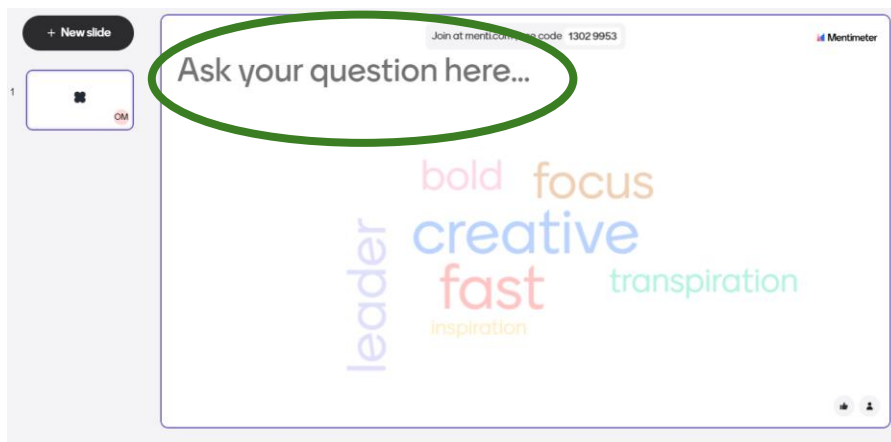 + New slide
Join at menti.com code 1302 9953
Mentimeter
Ask your question here...
1
OM
bold focus
creative
leader
fast
transpiration
inspiration